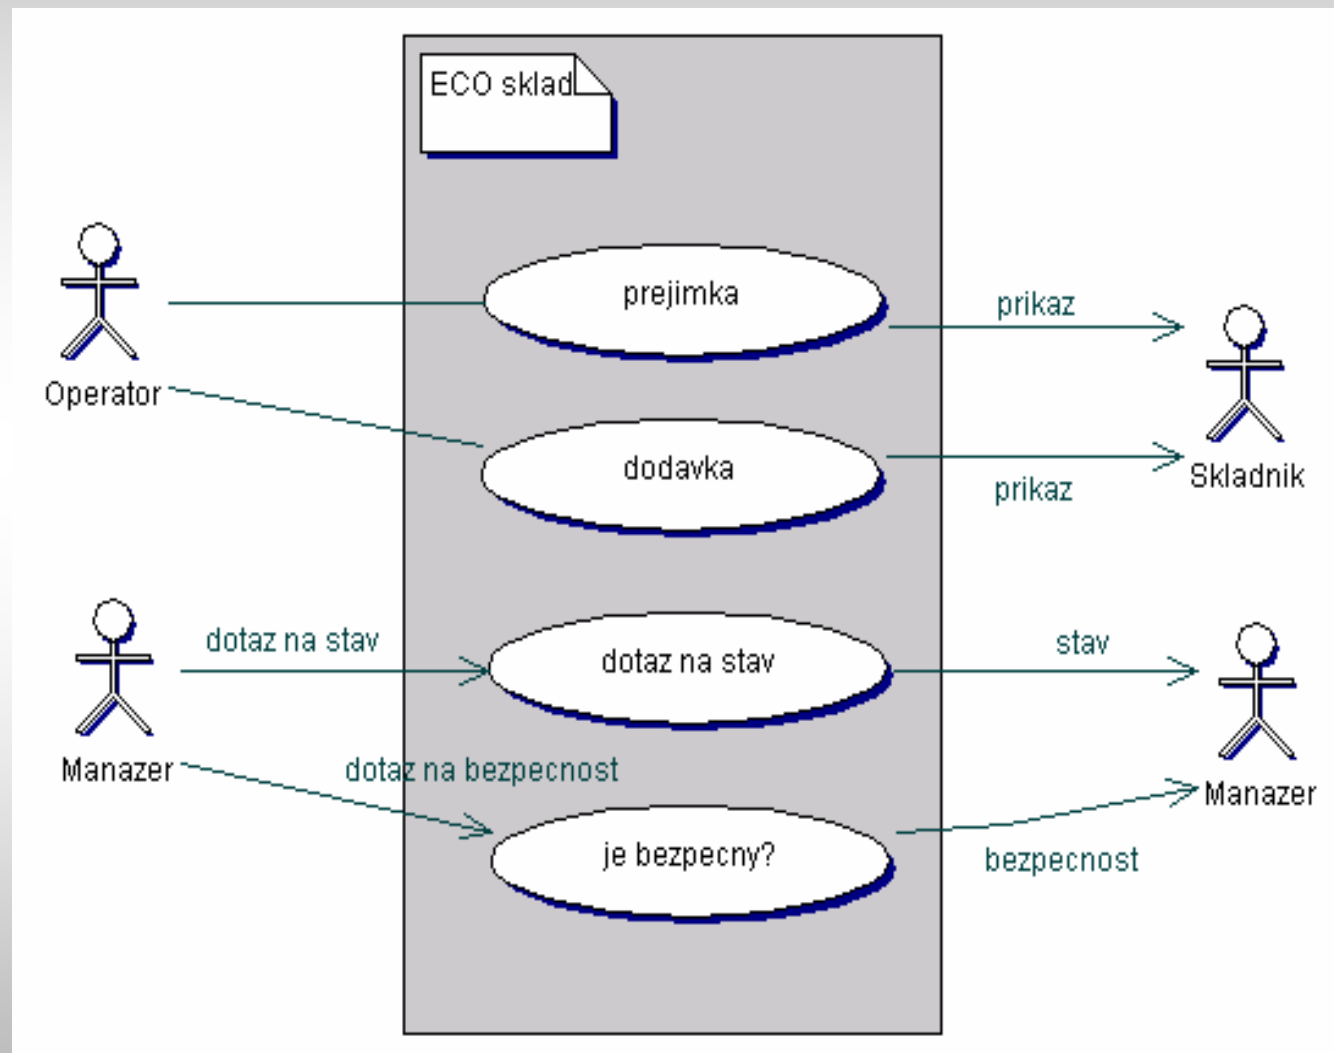 ECO sklad
prejimka
prikaz
Operator
dodavka
prikaz
Skladnik
dotaz na stav
dotaz na stav
stav
Manazer
dotaz na bezpecnost
Manazer
je bezpecny?
bezpecnost